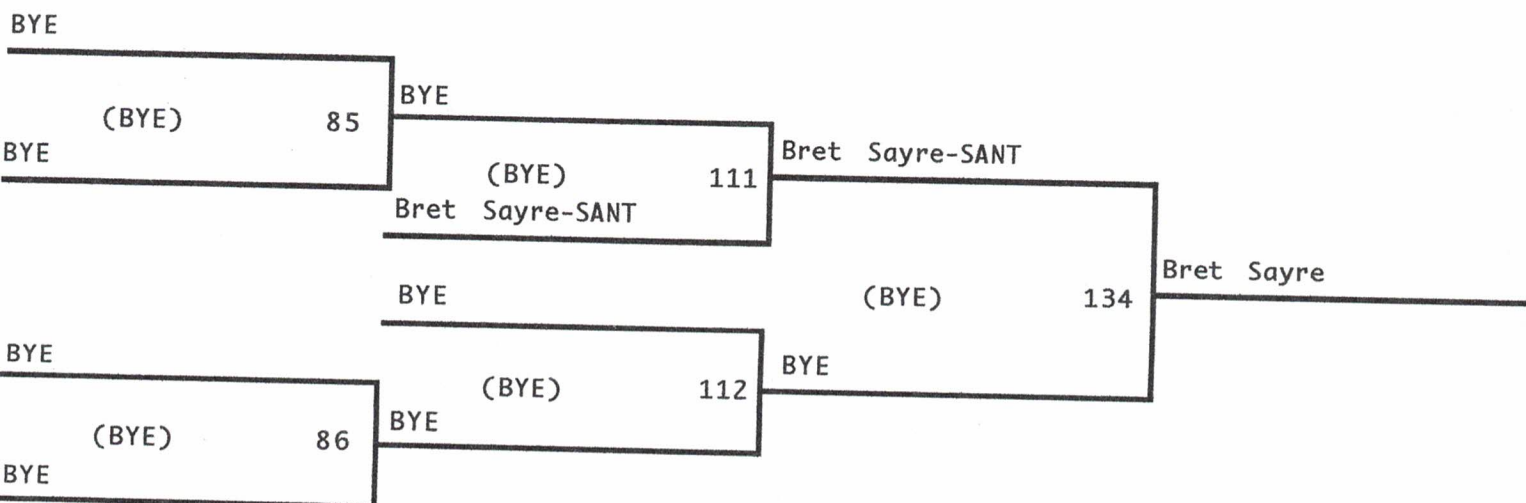 BYE
(BYE) 85
BYE
BYE
(BYE) 111
Bret Sayre-SANT
Bret Sayre-SANT
(BYE) 134
Bret Sayre
BYE
(BYE) 112
BYE
BYE
BYE
(BYE) 86
BYE